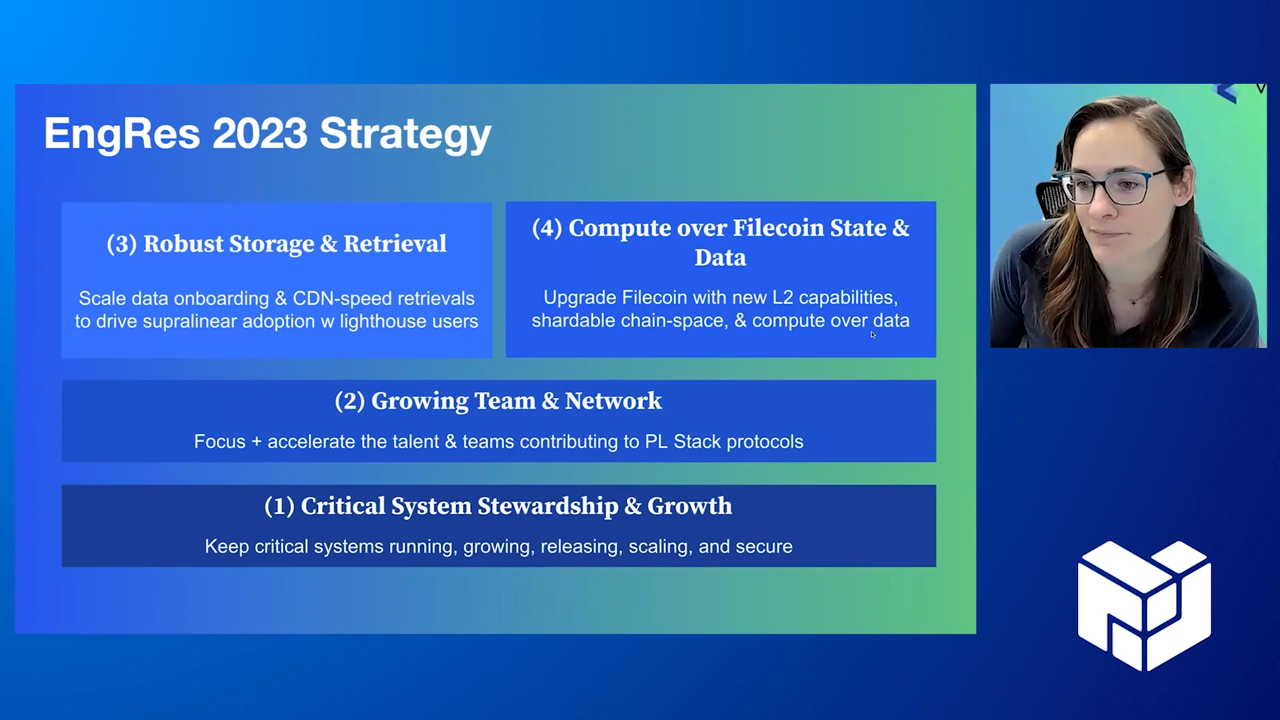 EngRes 2023 Strategy
(3) Robust Storage & Retrieval
Scale data onboarding & CDN-speed retrievals
to drive supralinear adoption w lighthouse users
(4) Compute over Filecoin State &
Data
Upgrade Filecoin with new L2 capabilities,
shardable chain-space, & compute over data
(2) Growing Team & Network
Focus + accelerate the talent & teams contributing to PL Stack protocols
(1) Critical System Stewardship & Growth
Keep critical systems running, growing, releasing, scaling, and secure